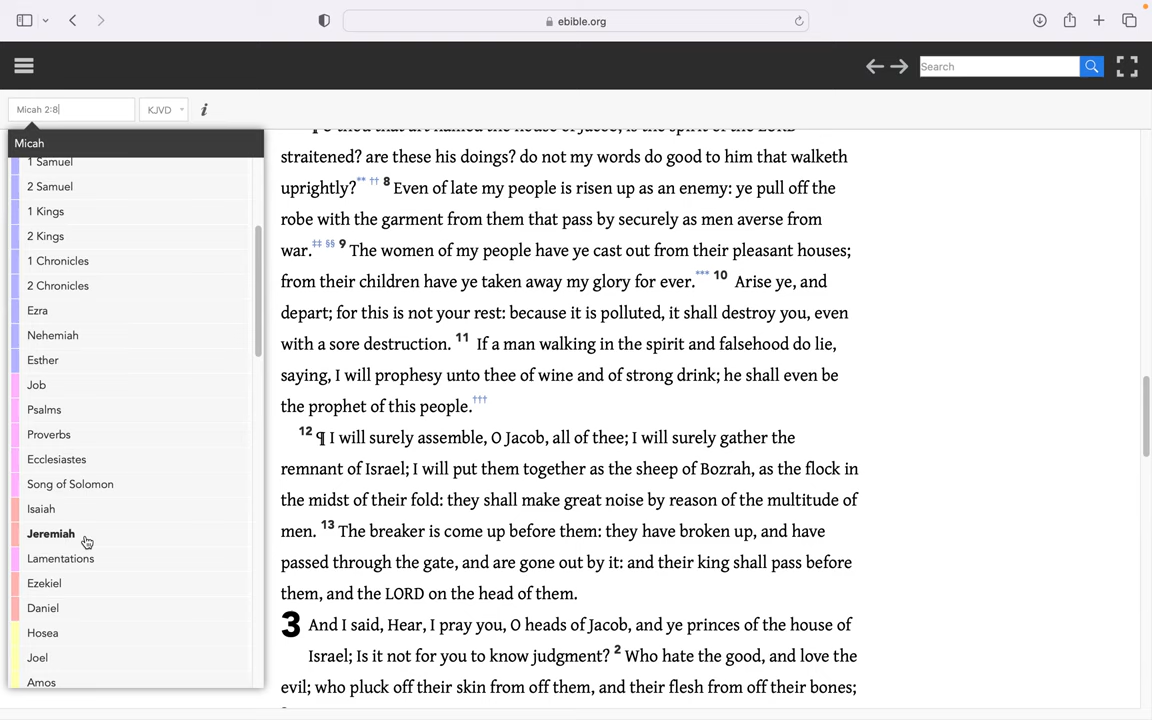 ebible.org
Search
Micah 2:8
KJVD
i
Micah
1 Samuel
2 Samuel
1 Kings
2 Kings
1 Chronicles
2 Chronicles
Ezra
Nehemiah
Esther
Job
Psalms
Proverbs
Ecclesiastes
Song of Solomon
Isaiah
Jeremiah
Lamentations
Ezekiel
Daniel
Hosea
Joel
Amos
¶ O thou that art named the house of Jacob, is the spirit of the LORD
straitened? are these his doings? do not my words do good to him that walketh
uprightly?** †† 8 Even of late my people is risen up as an enemy: ye pull off the
robe with the garment from them that pass by securely as men averse from
war.‡‡ §§ 9 The women of my people have ye cast out from their pleasant houses;
from their children have ye taken away my glory for ever.*** 10 Arise ye, and
depart; for this is not your rest: because it is polluted, it shall destroy you, even
with a sore destruction. 11 If a man walking in the spirit and falsehood do lie,
saying, I will prophesy unto thee of wine and of strong drink; he shall even be
the prophet of this people.†††
12 ¶ I will surely assemble, O Jacob, all of thee; I will surely gather the
remnant of Israel; I will put them together as the sheep of Bozrah, as the flock in
the midst of their fold: they shall make great noise by reason of the multitude of
men. 13 The breaker is come up before them: they have broken up, and have
passed through the gate, and are gone out by it: and their king shall pass before
them, and the LORD on the head of them.
3 And I said, Hear, I pray you, O heads of Jacob, and ye princes of the house of
Israel; Is it not for you to know judgment? 2 Who hate the good, and love the
evil; who pluck off their skin from off them, and their flesh from off their bones;